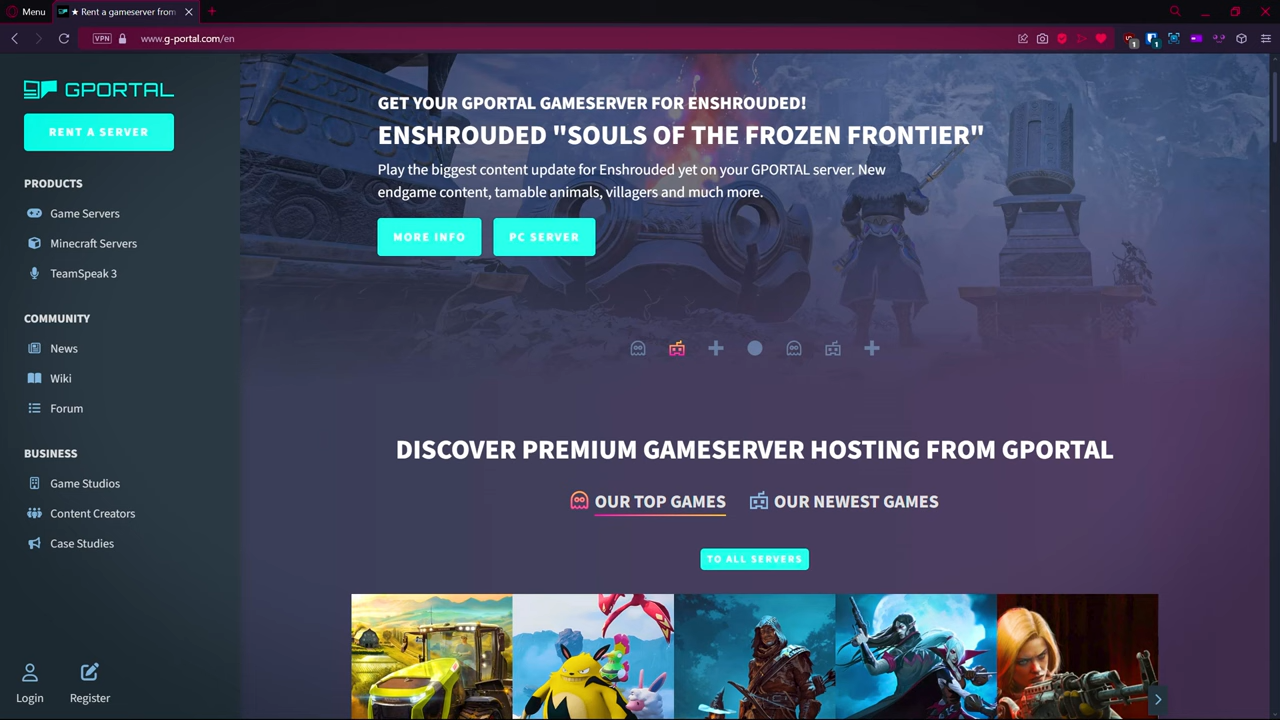 Menu
★ Rent a gameserver from
VPN
www.g-portal.com/en
1
1
GPORTAL
RENT A SERVER
PRODUCTS
Game Servers
Minecraft Servers
TeamSpeak 3
COMMUNITY
News
Wiki
Forum
BUSINESS
Game Studios
Content Creators
Case Studies
Login
Register
GET YOUR GPORTAL GAMESERVER FOR ENSHROUDED!
ENSHROUDED "SOULS OF THE FROZEN FRONTIER"
Play the biggest content update for Enshrouded yet on your GPORTAL server. New
endgame content, tamable animals, villagers and much more.
MORE INFO
PC SERVER
DISCOVER PREMIUM GAMESERVER HOSTING FROM GPORTAL
OUR TOP GAMES
OUR NEWEST GAMES
TO ALL SERVERS